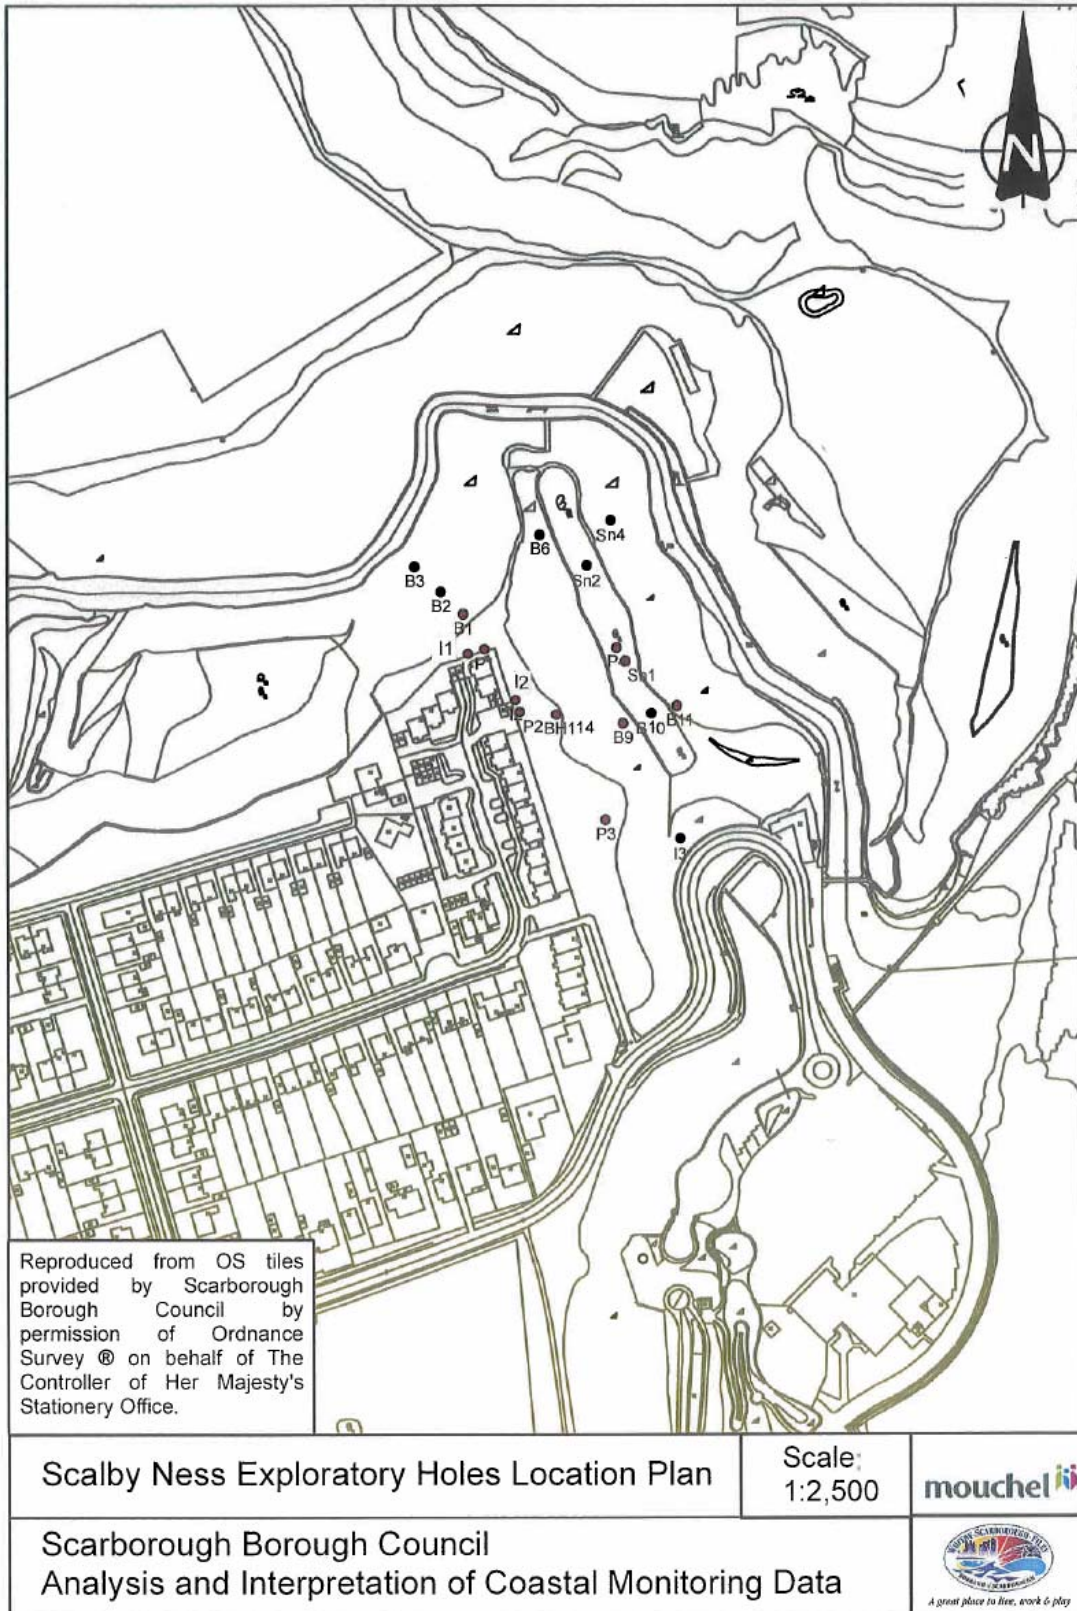 N
Sn4
B6
Sn2
B3
B2
B1
I1
P
P4
Sn1
I2
P2
BH114
B9
B10
B11
P3
I3
Reproduced from OS tiles
provided by Scarborough
Borough Council by
permission of Ordnance
Survey ® on behalf of The
Controller of Her Majesty's
Stationery Office.
Scalby Ness Exploratory Holes Location Plan
Scale:
1:2,500
mouchel
Scarborough Borough Council
Analysis and Interpretation of Coastal Monitoring Data
A great place to live, work & play